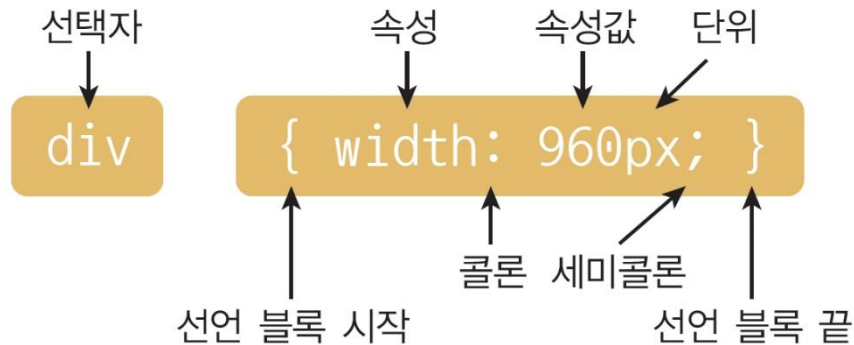 선택자 속성 속성값 단위
div { width: 960px; }
콜론 세미콜론
선언 블록 시작 선언 블록 끝